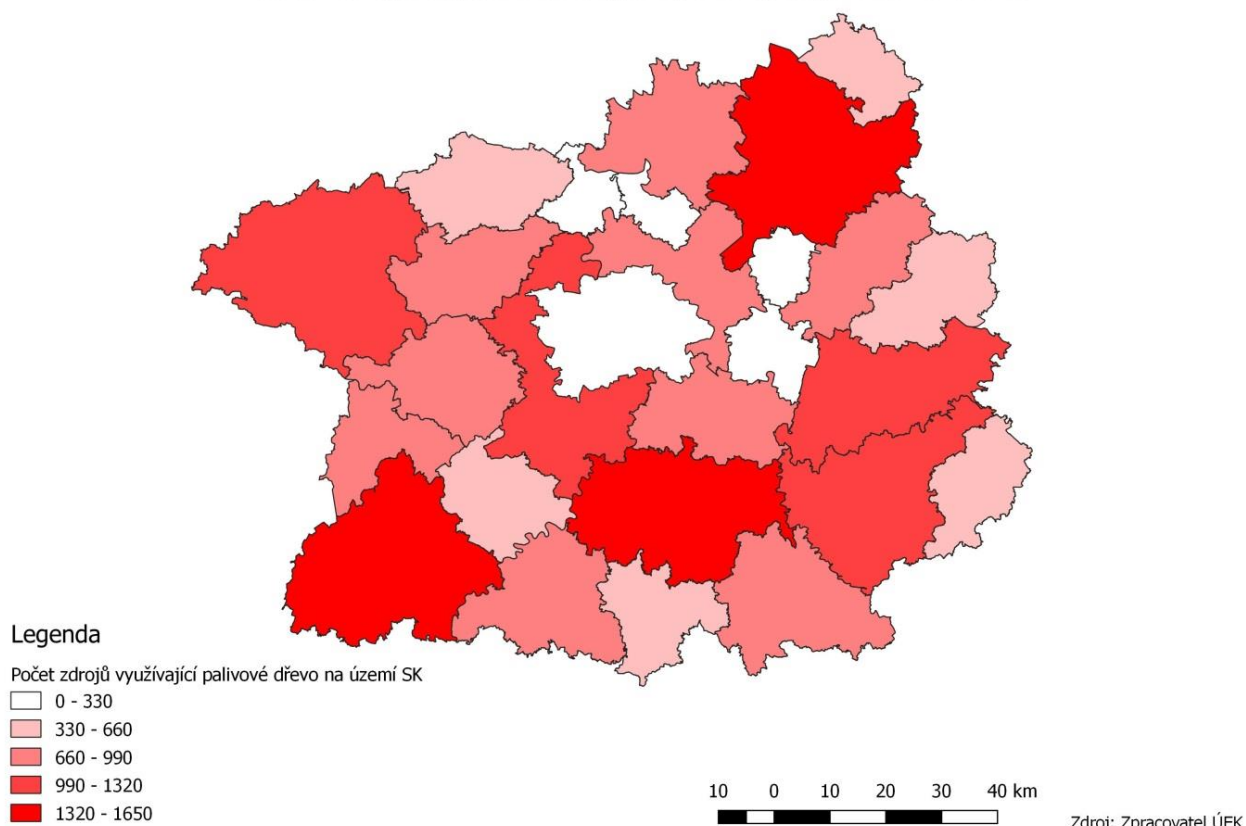 Legenda
Počet zdrojů využívající palivové dřevo na území SK
0 - 330
330 - 660
660 - 990
990 - 1320
1320 - 1650
10 0 10 20 30 40 km
Zdroj: Zpracovatel ÚEK